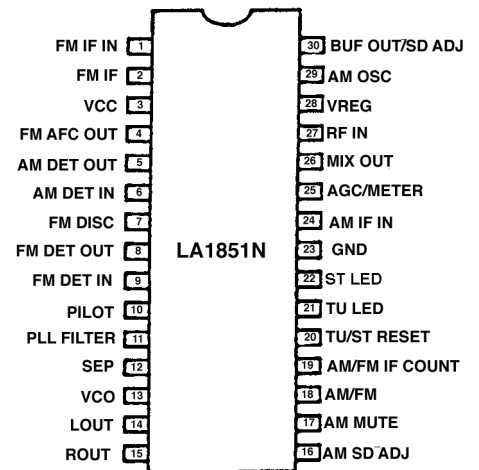 FM IF IN 1
FM IF 2
VCC 3
FM AFC OUT 4
AM DET OUT 5
AM DET IN 6
FM DISC 7
FM DET OUT 8
FM DET IN 9
PILOT 10
PLL FILTER 11
SEP 12
VCO 13
LOUT 14
ROUT 15
LA1851N
30 BUF OUT/SD ADJ
29 AM OSC
28 VREG
27 RF IN
26 MIX OUT
25 AGC/METER
24 AM IF IN
23 GND
22 ST LED
21 TU LED
20 TU/ST RESET
19 AM/FM IF COUNT
18 AM/FM
17 AM MUTE
16 AM SD ADJ